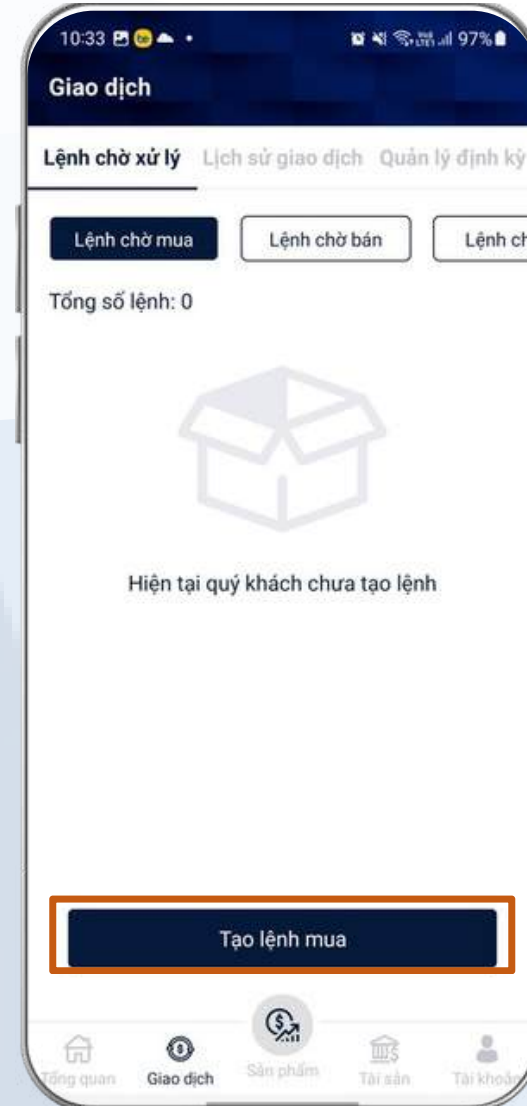 10:33 97%
Giao dịch
Lệnh chờ xử lý Lịch sử giao dịch Quản lý định kỳ
Lệnh chờ mua Lệnh chờ bán Lệnh ch
Tổng số lệnh: 0
Hiện tại quý khách chưa tạo lệnh
Tạo lệnh mua
Tổng quan Giao dịch Sản phẩm Tài sản Tài khoản